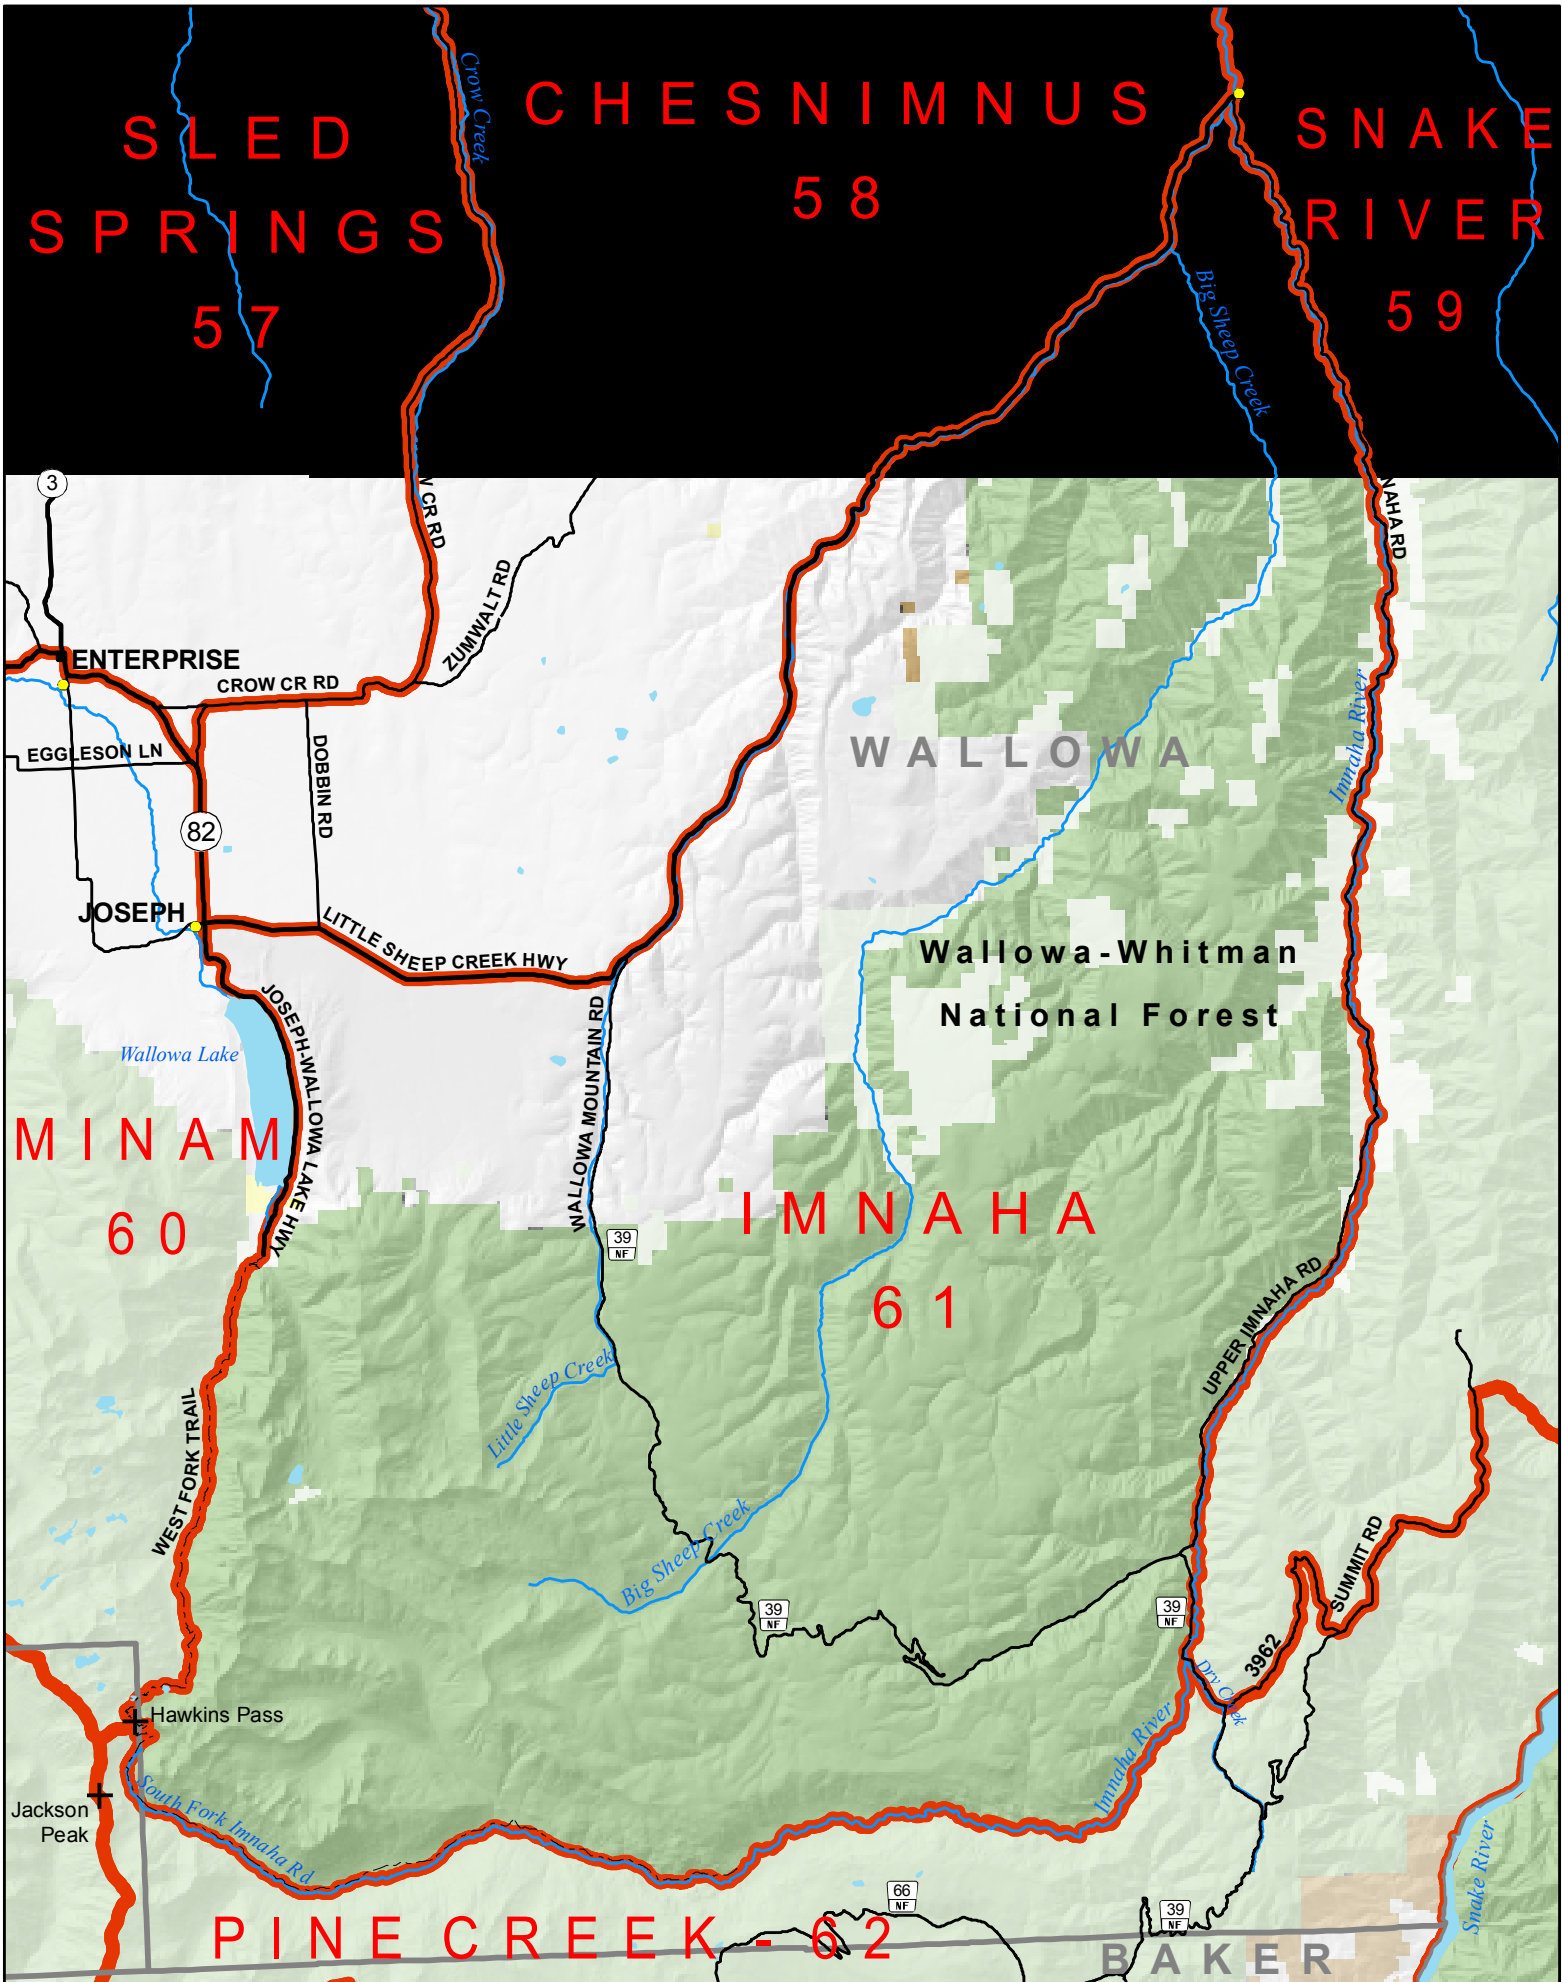 Crow Creek
CHESNIMNUS
58
SLED
SPRINGS
57
SNAKE
RIVER
59
Big Sheep Creek
3
W CR RD
NAHA RD
ZUMWALT RD
ENTERPRISE
CROW CR RD
EGGLESON LN
DOBBIN RD
82
WALLOWA
Imnaha River
JOSEPH
LITTLE SHEEP CREEK HWY
Wallowa-Whitman
National Forest
JOSEPH-WALLOWA LAKE HWY
Wallowa Lake
WALLOWA MOUNTAIN RD
MINAM
60
IMNAHA
61
39
NF
UPPER IMNAHA RD
Little Sheep Creek
WEST FORK TRAIL
Big Sheep Creek
39
NF
39
NF
SUMMIT RD
3962
Dry Creek
Hawkins Pass
Imnaha River
Jackson
Peak
South Fork Imnaha Rd
Snake River
66
NF
39
NF
PINE CREEK - 62
BAKER